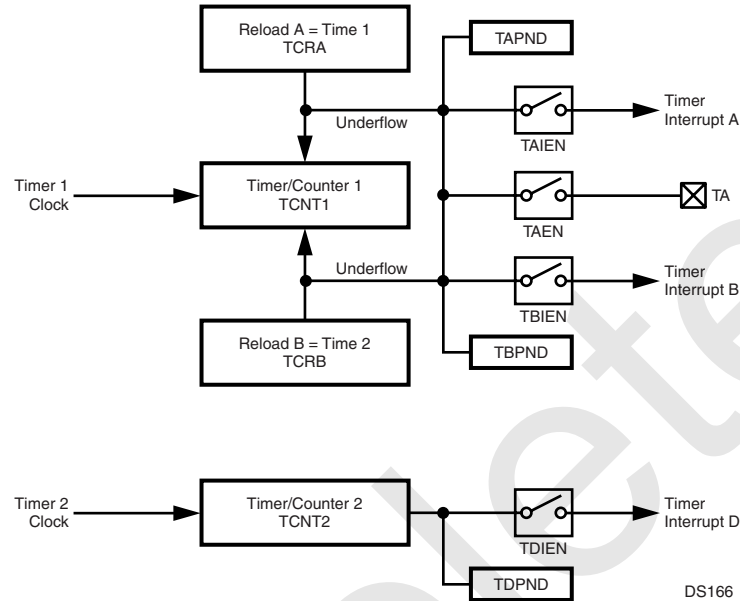 Reload A = Time 1
TCRA
TAPND
Underflow
Timer
Interrupt A
TAIEN
Timer 1
Clock
Timer/Counter 1
TCNT1
TA
TAEN
Underflow
Timer
Interrupt B
TBIEN
Reload B = Time 2
TCRB
TBPND
Timer 2
Clock
Timer/Counter 2
TCNT2
Timer
Interrupt D
TDIEN
TDPND
DS166